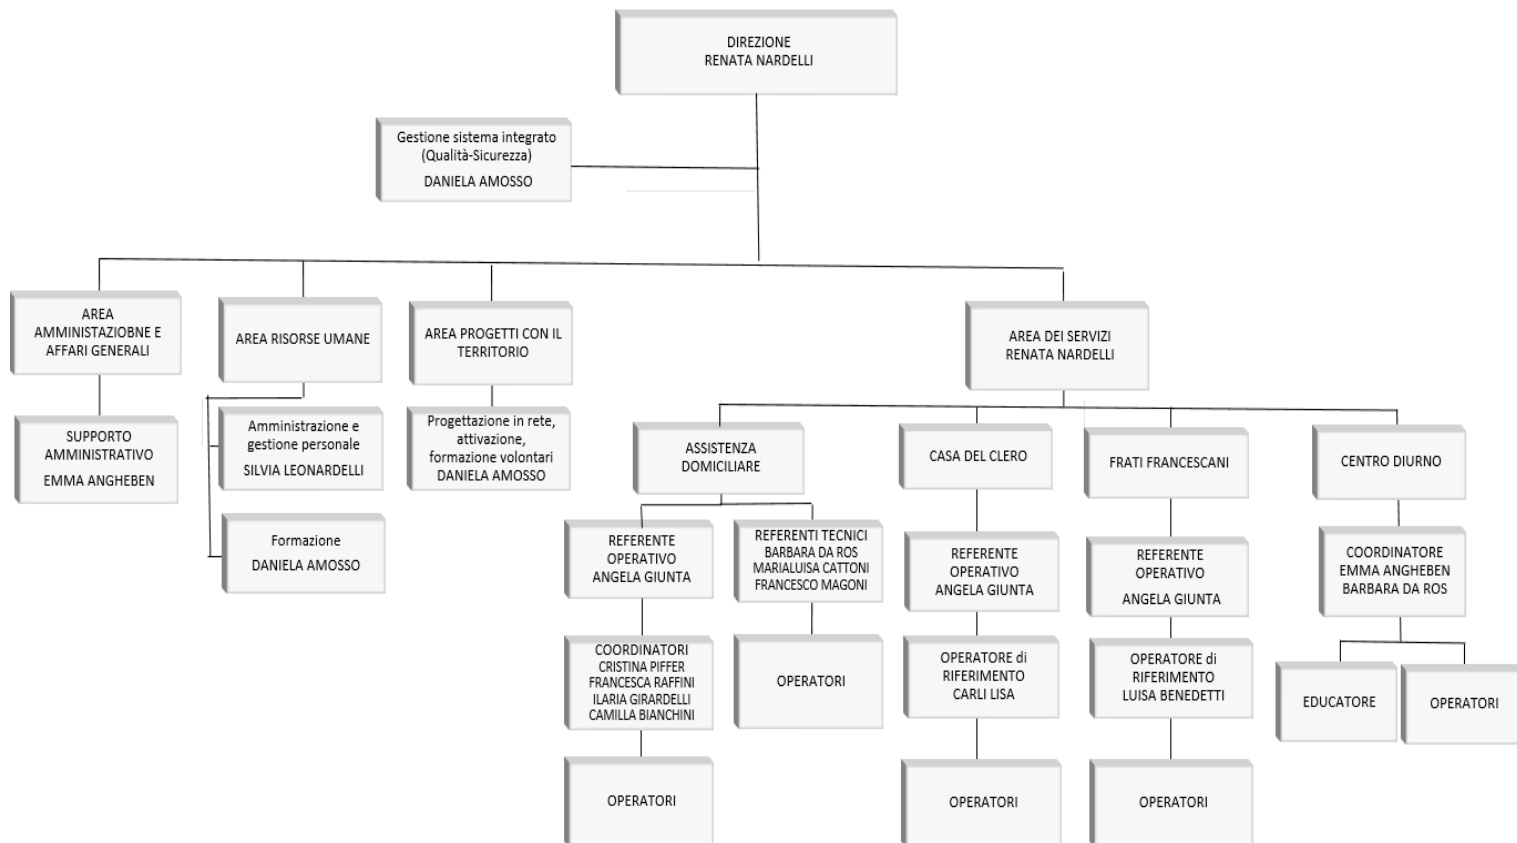 DIREZIONE
RENATA NARDELLI
Gestione sistema integrato
(Qualità-Sicurezza)
DANIELA AMOSSO
AREA
AMMINISTAZIOBNE E
AFFARI GENERALI
AREA RISORSE UMANE
AREA PROGETTI CON IL
TERRITORIO
AREA DEI SERVIZI
RENATA NARDELLI
SUPPORTO
AMMINISTRATIVO
EMMA ANGHEBEN
Amministrazione e
gestione personale
SILVIA LEONARDELLI
Progettazione in rete,
attivazione,
formazione volontari
DANIELA AMOSSO
Formazione
DANIELA AMOSSO
ASSISTENZA
DOMICILIARE
CASA DEL CLERO
FRATI FRANCESCANI
CENTRO DIURNO
REFERENTE
OPERATIVO
ANGELA GIUNTA
REFERENTI TECNICI
BARBARA DA ROS
MARIALUISA CATTONI
FRANCESCO MAGONI
REFERENTE
OPERATIVO
ANGELA GIUNTA
REFERENTE
OPERATIVO
ANGELA GIUNTA
COORDINATORE
EMMA ANGHEBEN
BARBARA DA ROS
COORDINATORI
CRISTINA PIFFER
FRANCESCA RAFFINI
ILARIA GIRARDELLI
CAMILLA BIANCHINI
OPERATORI
OPERATORE di
RIFERIMENTO
CARLI LISA
OPERATORE di
RIFERIMENTO
LUISA BENEDETTI
EDUCATORE
OPERATORI
OPERATORI
OPERATORI
OPERATORI